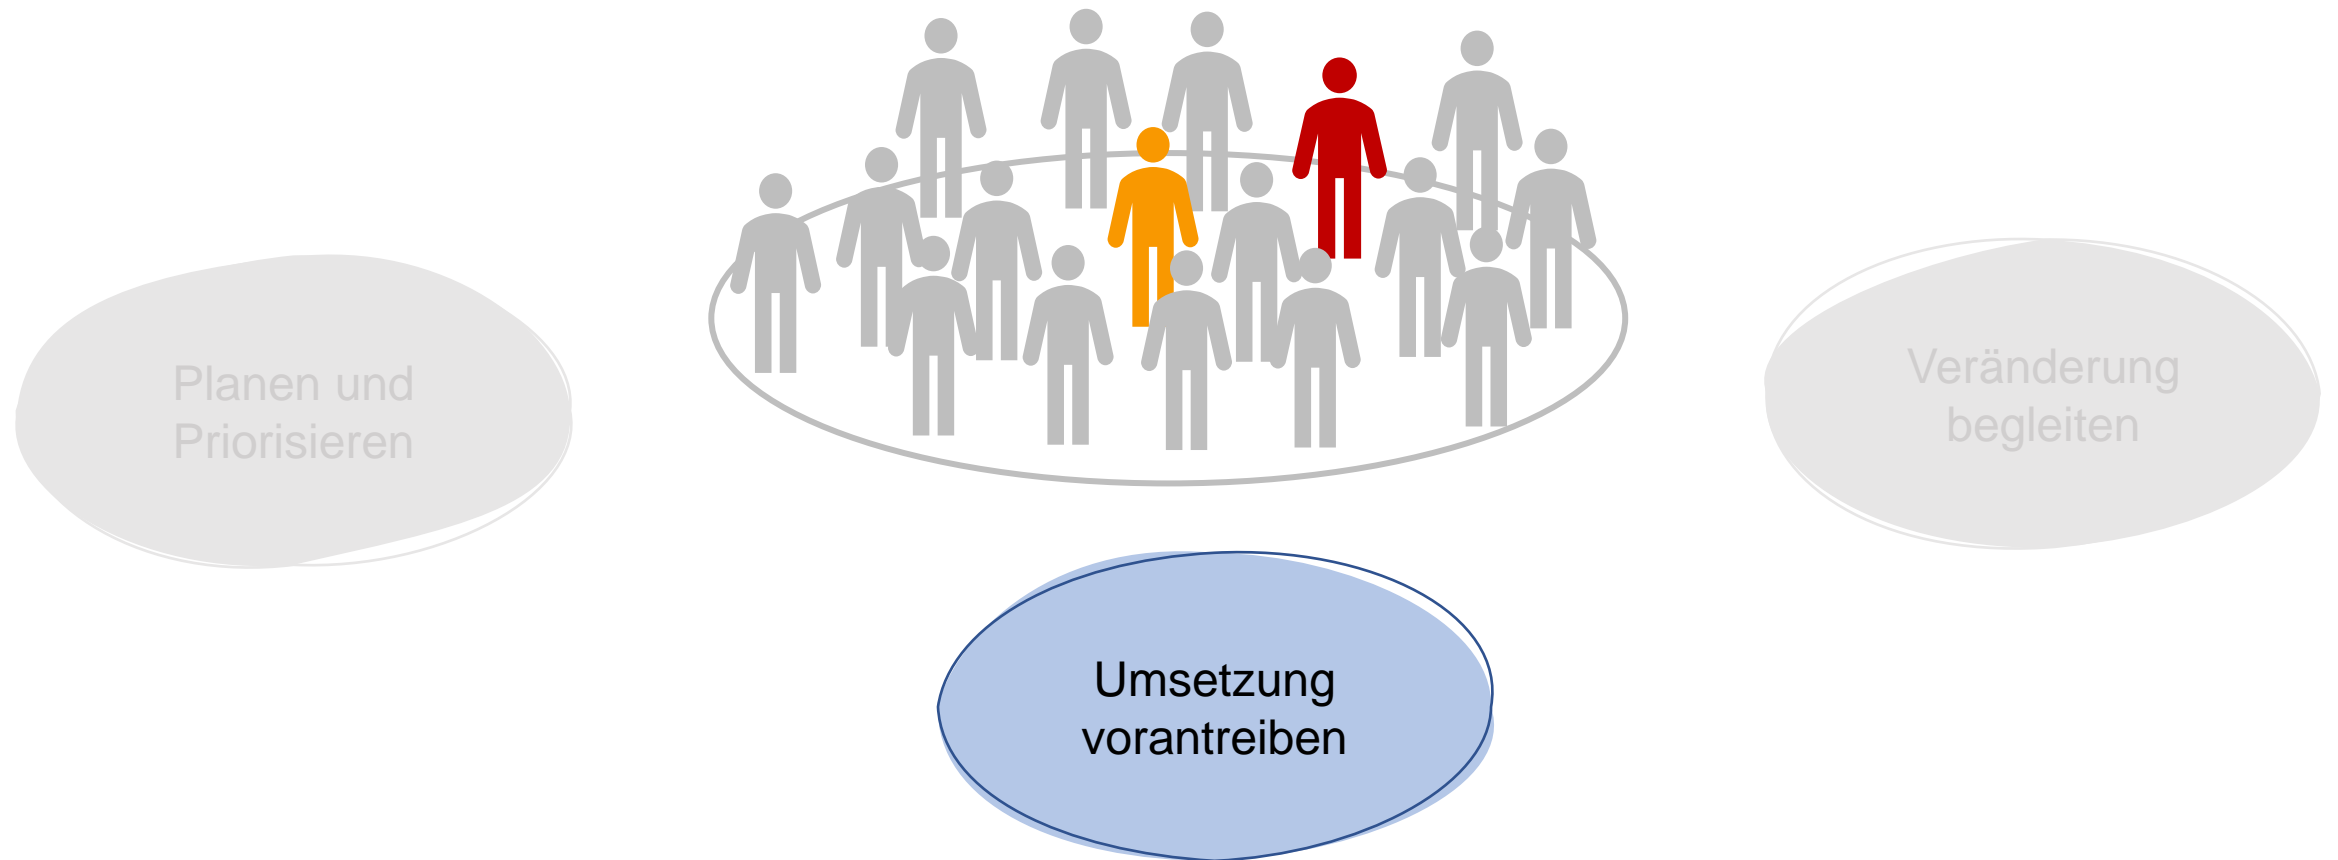 Planen und
Priorisieren
Veränderung
begleiten
Umsetzung
vorantreiben